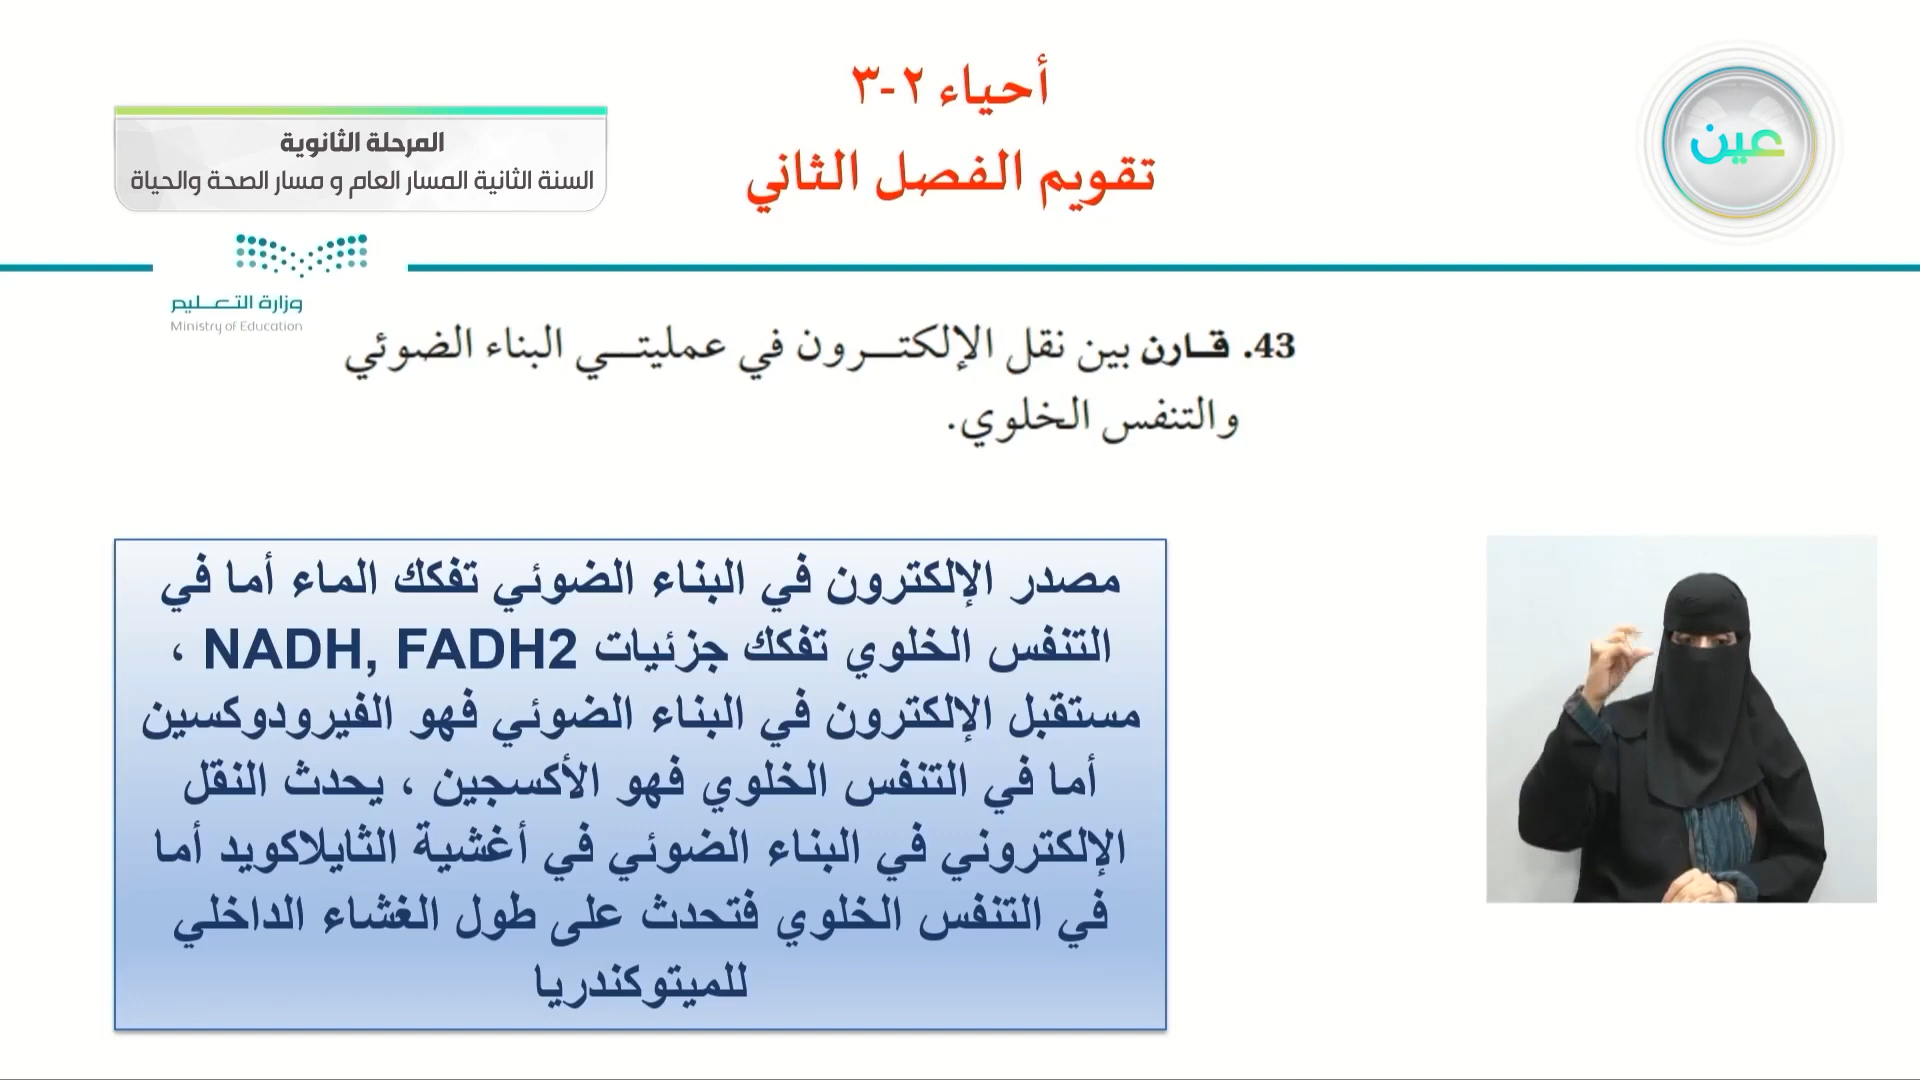 أحياء ٢-٣
تقويم الفصل الثاني
عين
المرحلة الثانوية
السنة الثانية المسار العام و مسار الصحة والحياة
وزارة التعليم
Ministry of Education
43. قارن بين نقل الإلكترون في عمليتي البناء الضوئي
والتنفس الخلوي.
مصدر الإلكترون في البناء الضوئي تفكك الماء أما في
التنفس الخلوي تفكك جزئيات NADH, FADH2 ،
مستقبل الإلكترون في البناء الضوئي فهو الفيرودوكسين
أما في التنفس الخلوي فهو الأكسجين ، يحدث النقل
الإلكتروني في البناء الضوئي في أغشية الثايلاكويد أما
في التنفس الخلوي فتحدث على طول الغشاء الداخلي
للميتوكندريا